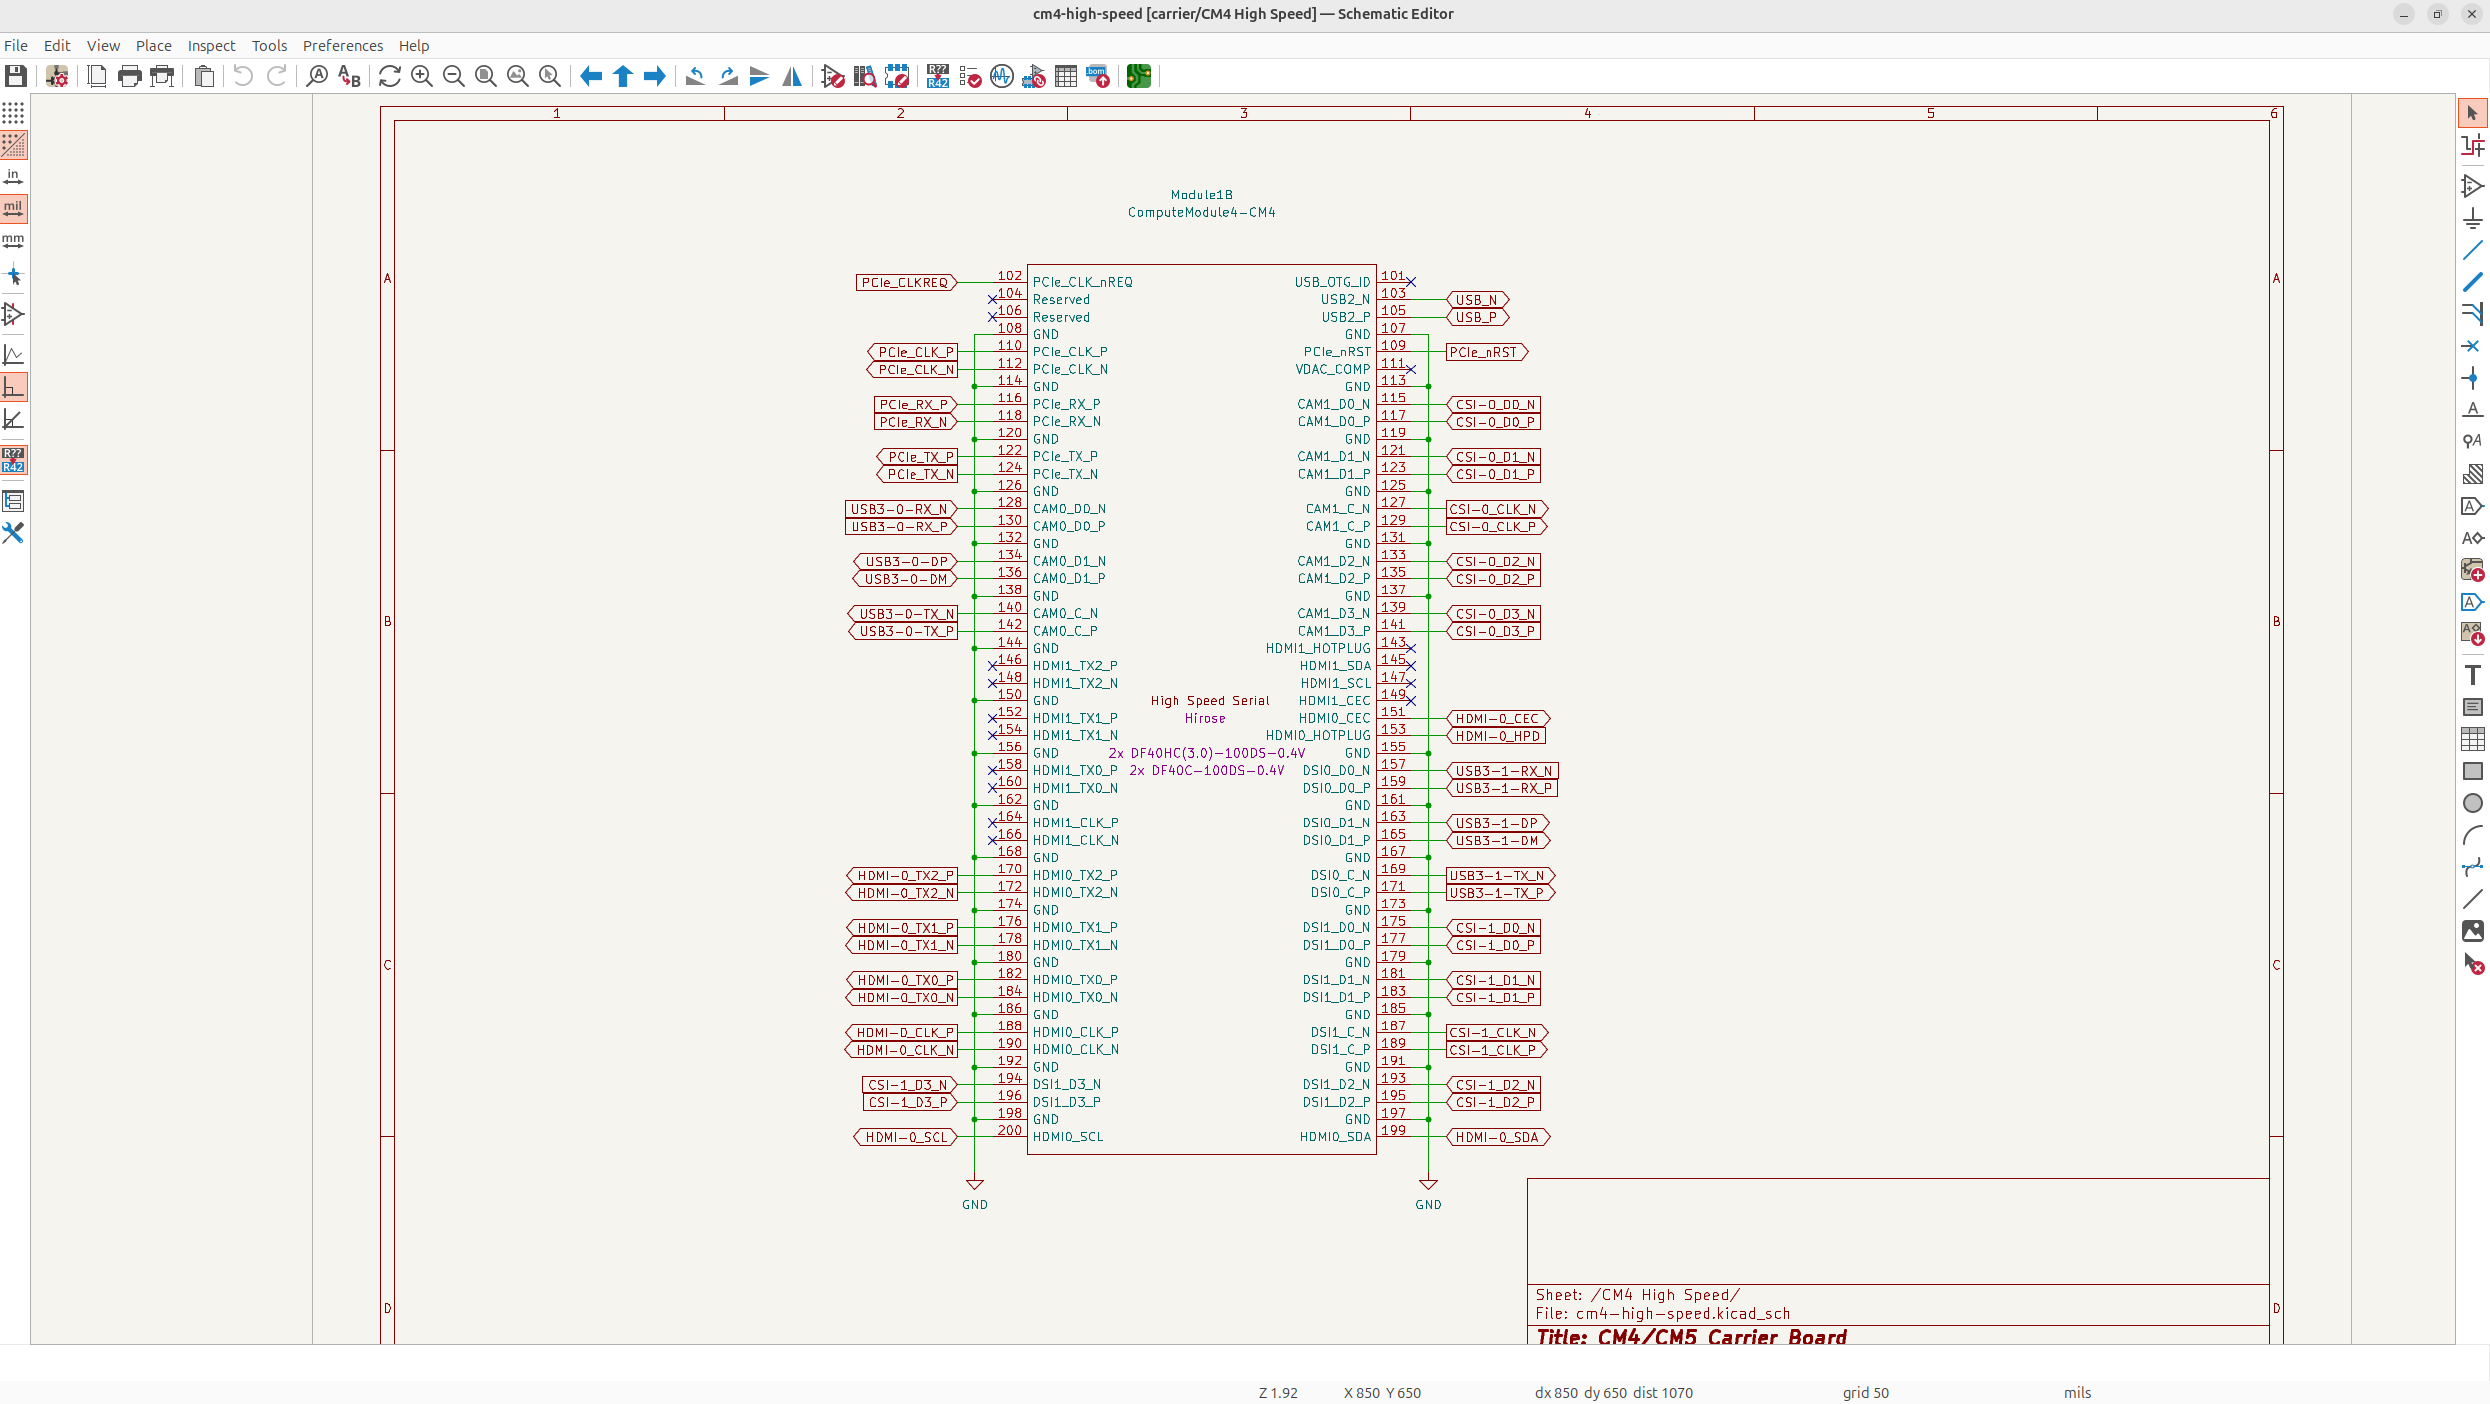 cm4-high-speed [carrier/CM4 High Speed] — Schematic Editor
File Edit View Place Inspect Tools Preferences Help
in
mil
mm
R??
R42
1 2 3 4 5 6
A A
B B
C C
D D
Module1B
ComputeModule4-CM4
PCIe_CLKREQ 102 PCIe_CLK_nREQ USB_OTG_ID 101
104 Reserved USB2_N 103 USB_N
106 Reserved USB2_P 105 USB_P
108 GND GND 107
PCIe_CLK_P 110 PCIe_CLK_P PCIe_nRST 109 PCIe_nRST
PCIe_CLK_N 112 PCIe_CLK_N VDAC_COMP 111
114 GND GND 113
PCIe_RX_P 116 PCIe_RX_P CAM1_D0_N 115 CSI-0_D0_N
PCIe_RX_N 118 PCIe_RX_N CAM1_D0_P 117 CSI-0_D0_P
120 GND GND 119
PCIe_TX_P 122 PCIe_TX_P CAM1_D1_N 121 CSI-0_D1_N
PCIe_TX_N 124 PCIe_TX_N CAM1_D1_P 123 CSI-0_D1_P
126 GND GND 125
USB3-0-RX_N 128 CAM0_D0_N CAM1_C_N 127 CSI-0_CLK_N
USB3-0-RX_P 130 CAM0_D0_P CAM1_C_P 129 CSI-0_CLK_P
132 GND GND 131
USB3-0-DP 134 CAM0_D1_N CAM1_D2_N 133 CSI-0_D2_N
USB3-0-DM 136 CAM0_D1_P CAM1_D2_P 135 CSI-0_D2_P
138 GND GND 137
USB3-0-TX_N 140 CAM0_C_N CAM1_D3_N 139 CSI-0_D3_N
USB3-0-TX_P 142 CAM0_C_P CAM1_D3_P 141 CSI-0_D3_P
144 GND HDMI1_HOTPLUG 143
146 HDMI1_TX2_P HDMI1_SDA 145
148 HDMI1_TX2_N HDMI1_SCL 147
150 GND High Speed Serial HDMI1_CEC 149
152 HDMI1_TX1_P Hirose HDMI0_CEC 151 HDMI-0_CEC
154 HDMI1_TX1_N HDMI0_HOTPLUG 153 HDMI-0_HPD
156 GND 2x DF40HC(3.0)-100DS-0.4V GND 155
158 HDMI1_TX0_P 2x DF40C-100DS-0.4V DSI0_D0_N 157 USB3-1-RX_N
160 HDMI1_TX0_N DSI0_D0_P 159 USB3-1-RX_P
162 GND GND 161
164 HDMI1_CLK_P DSI0_D1_N 163 USB3-1-DP
166 HDMI1_CLK_N DSI0_D1_P 165 USB3-1-DM
168 GND GND 167
HDMI-0_TX2_P 170 HDMI0_TX2_P DSI0_C_N 169 USB3-1-TX_N
HDMI-0_TX2_N 172 HDMI0_TX2_N DSI0_C_P 171 USB3-1-TX_P
174 GND GND 173
HDMI-0_TX1_P 176 HDMI0_TX1_P DSI1_D0_N 175 CSI-1_D0_N
HDMI-0_TX1_N 178 HDMI0_TX1_N DSI1_D0_P 177 CSI-1_D0_P
180 GND GND 179
HDMI-0_TX0_P 182 HDMI0_TX0_P DSI1_D1_N 181 CSI-1_D1_N
HDMI-0_TX0_N 184 HDMI0_TX0_N DSI1_D1_P 183 CSI-1_D1_P
186 GND GND 185
HDMI-0_CLK_P 188 HDMI0_CLK_P DSI1_C_N 187 CSI-1_CLK_N
HDMI-0_CLK_N 190 HDMI0_CLK_N DSI1_C_P 189 CSI-1_CLK_P
192 GND GND 191
CSI-1_D3_N 194 DSI1_D3_N DSI1_D2_N 193 CSI-1_D2_N
CSI-1_D3_P 196 DSI1_D3_P DSI1_D2_P 195 CSI-1_D2_P
198 GND GND 197
HDMI-0_SCL 200 HDMI0_SCL HDMI0_SDA 199 HDMI-0_SDA
GND GND
Sheet: /CM4 High Speed/
File: cm4-high-speed.kicad_sch
Title: CM4/CM5 Carrier Board
Z 1.92 X 850 Y 650 dx 850 dy 650 dist 1070 grid 50 mils